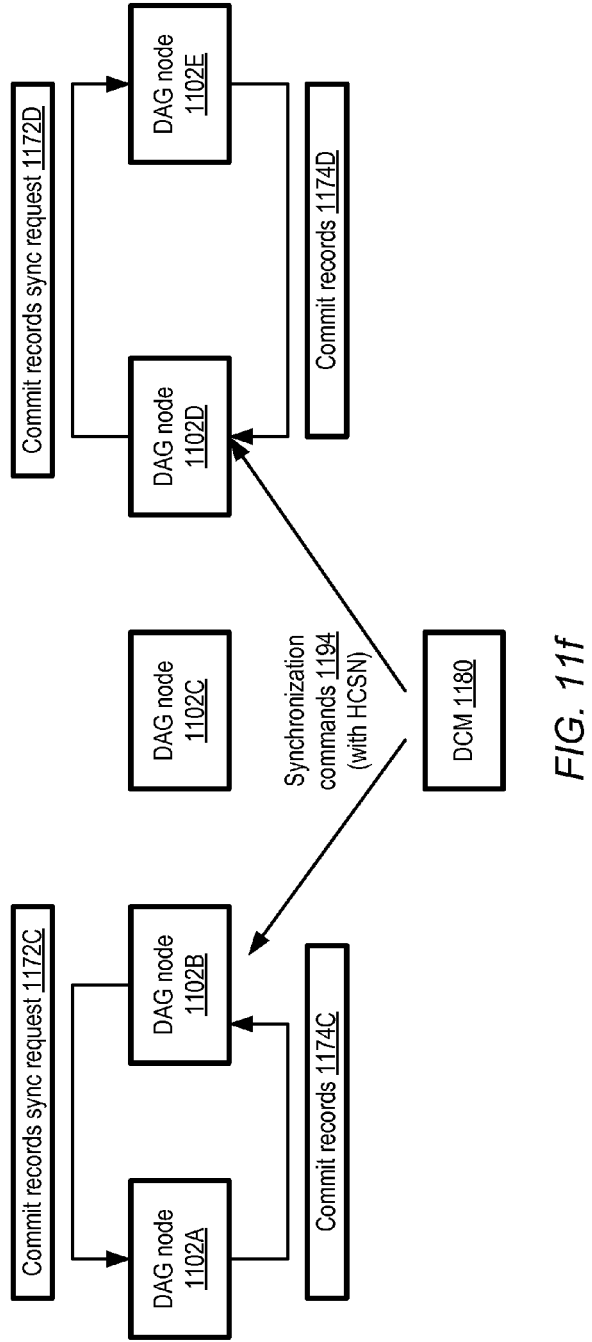 Commit records sync request 1172C
Commit records sync request 1172D
DAG node
1102A
DAG node
1102B
DAG node
1102C
DAG node
1102D
DAG node
1102E
Commit records 1174C
Synchronization
commands 1194
(with HCSN)
Commit records 1174D
DCM 1180
FIG. 11f